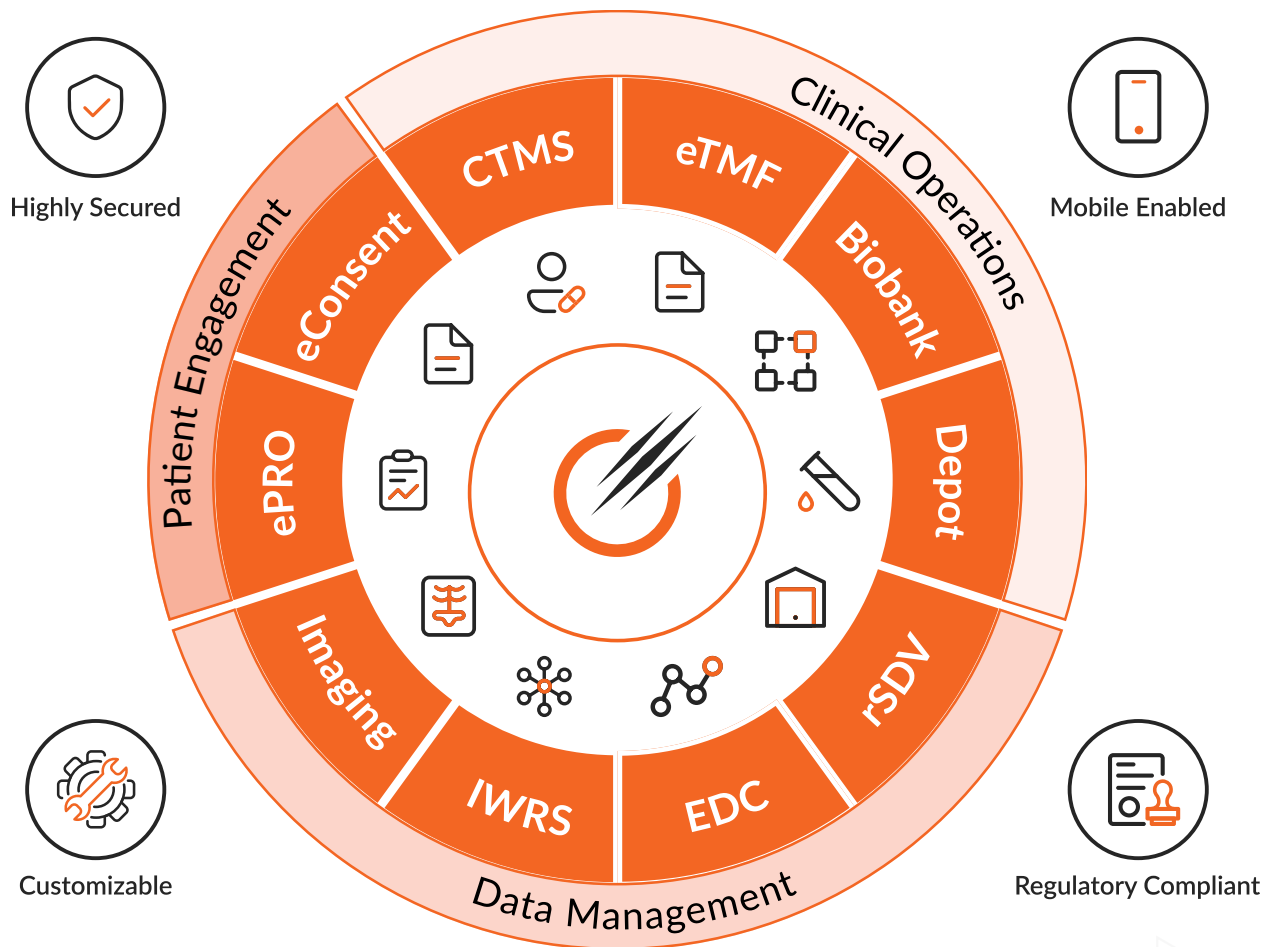 Highly Secured
Mobile Enabled
Customizable
Regulatory Compliant
Clinical Operations
CTMS
eTMF
Biobank
Depot
Data Management
rSDV
EDC
IWRS
Imaging
Patient Engagement
ePRO
eConsent